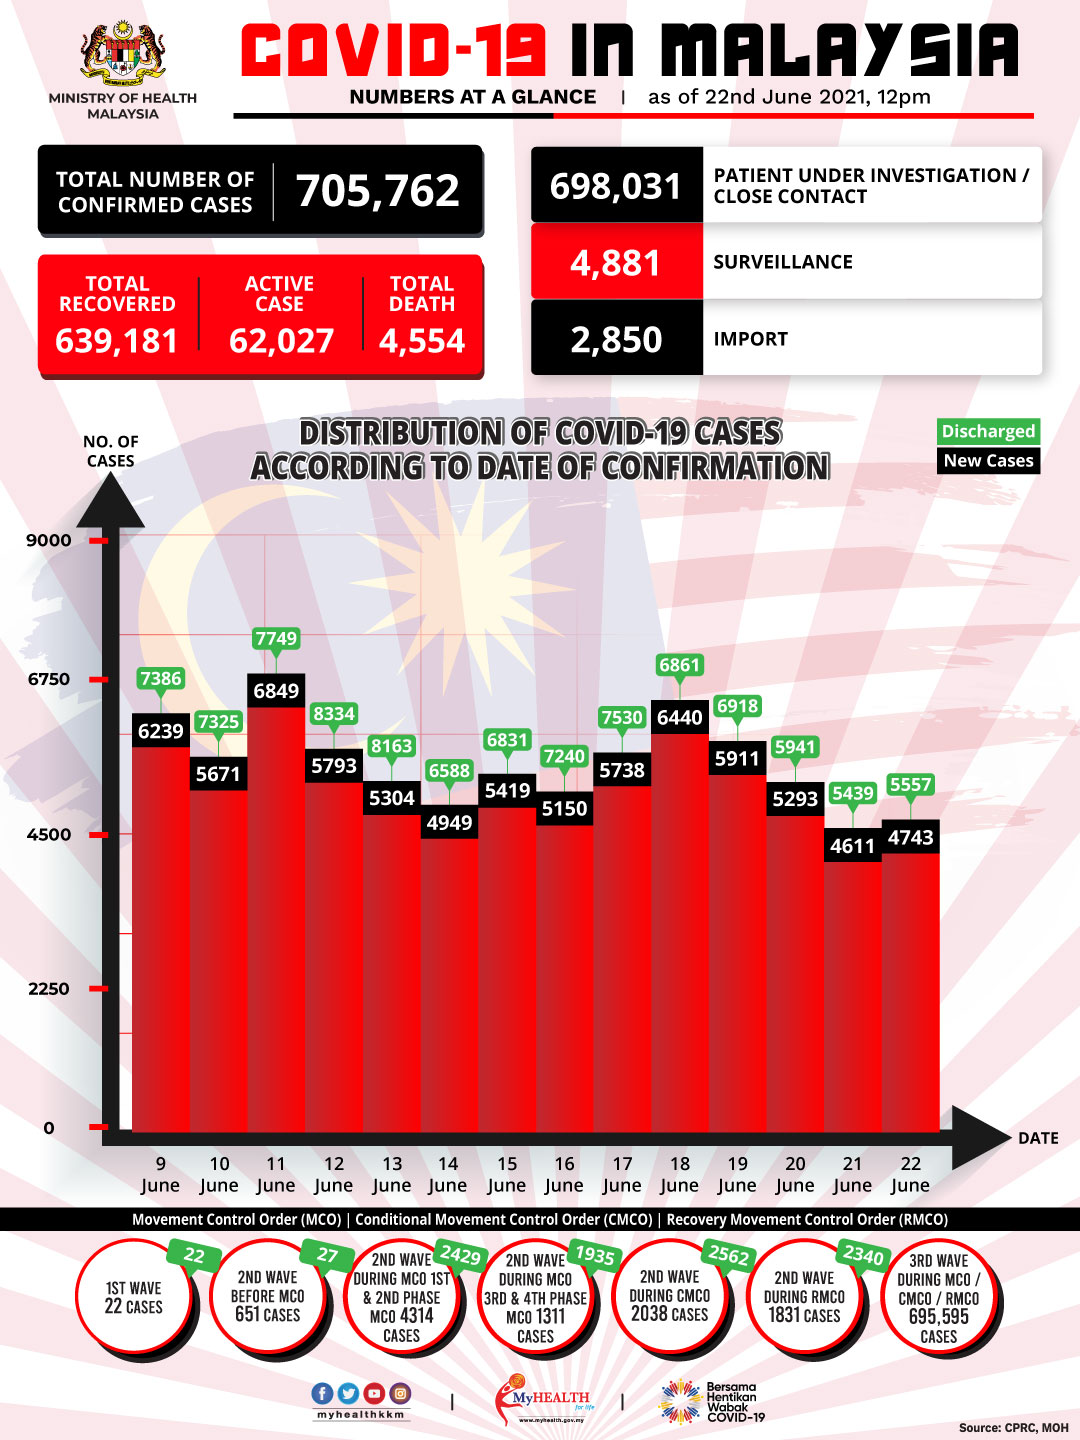 MINISTRY OF HEALTH
MALAYSIA
COVID-19 IN MALAYSIA
NUMBERS AT A GLANCE | as of 22nd June 2021, 12pm
TOTAL NUMBER OF
CONFIRMED CASES
705,762
TOTAL
RECOVERED
639,181
ACTIVE
CASE
62,027
TOTAL
DEATH
4,554
698,031
PATIENT UNDER INVESTIGATION /
CLOSE CONTACT
4,881
SURVEILLANCE
2,850
IMPORT
DISTRIBUTION OF COVID-19 CASES
ACCORDING TO DATE OF CONFIRMATION
Discharged
New Cases
NO. OF
CASES
9000
6750
4500
2250
0
7386
6239
7325
5671
7749
6849
8334
5793
8163
5304
6588
4949
6831
5419
7240
5150
7530
5738
6861
6440
6918
5911
5941
5293
5439
4611
5557
4743
9
June
10
June
11
June
12
June
13
June
14
June
15
June
16
June
17
June
18
June
19
June
20
June
21
June
22
June
DATE
Movement Control Order (MCO) | Conditional Movement Control Order (CMCO) | Recovery Movement Control Order (RMCO)
22
1ST WAVE
22 CASES
27
2ND WAVE
BEFORE MCO
651 CASES
2429
2ND WAVE
DURING MCO 1ST
& 2ND PHASE
MCO 4314
CASES
1935
2ND WAVE
DURING MCO
3RD & 4TH PHASE
MCO 1311
CASES
2562
2ND WAVE
DURING CMCO
2038 CASES
2340
2ND WAVE
DURING RMCO
1831 CASES
3RD WAVE
DURING MCO /
CMCO / RMCO
695,595
CASES
myhealthkkm
MyHEALTH
for life
www.myhealth.gov.my
Bersama
Hentikan
Wabak
COVID-19
Source: CPRC, MOH